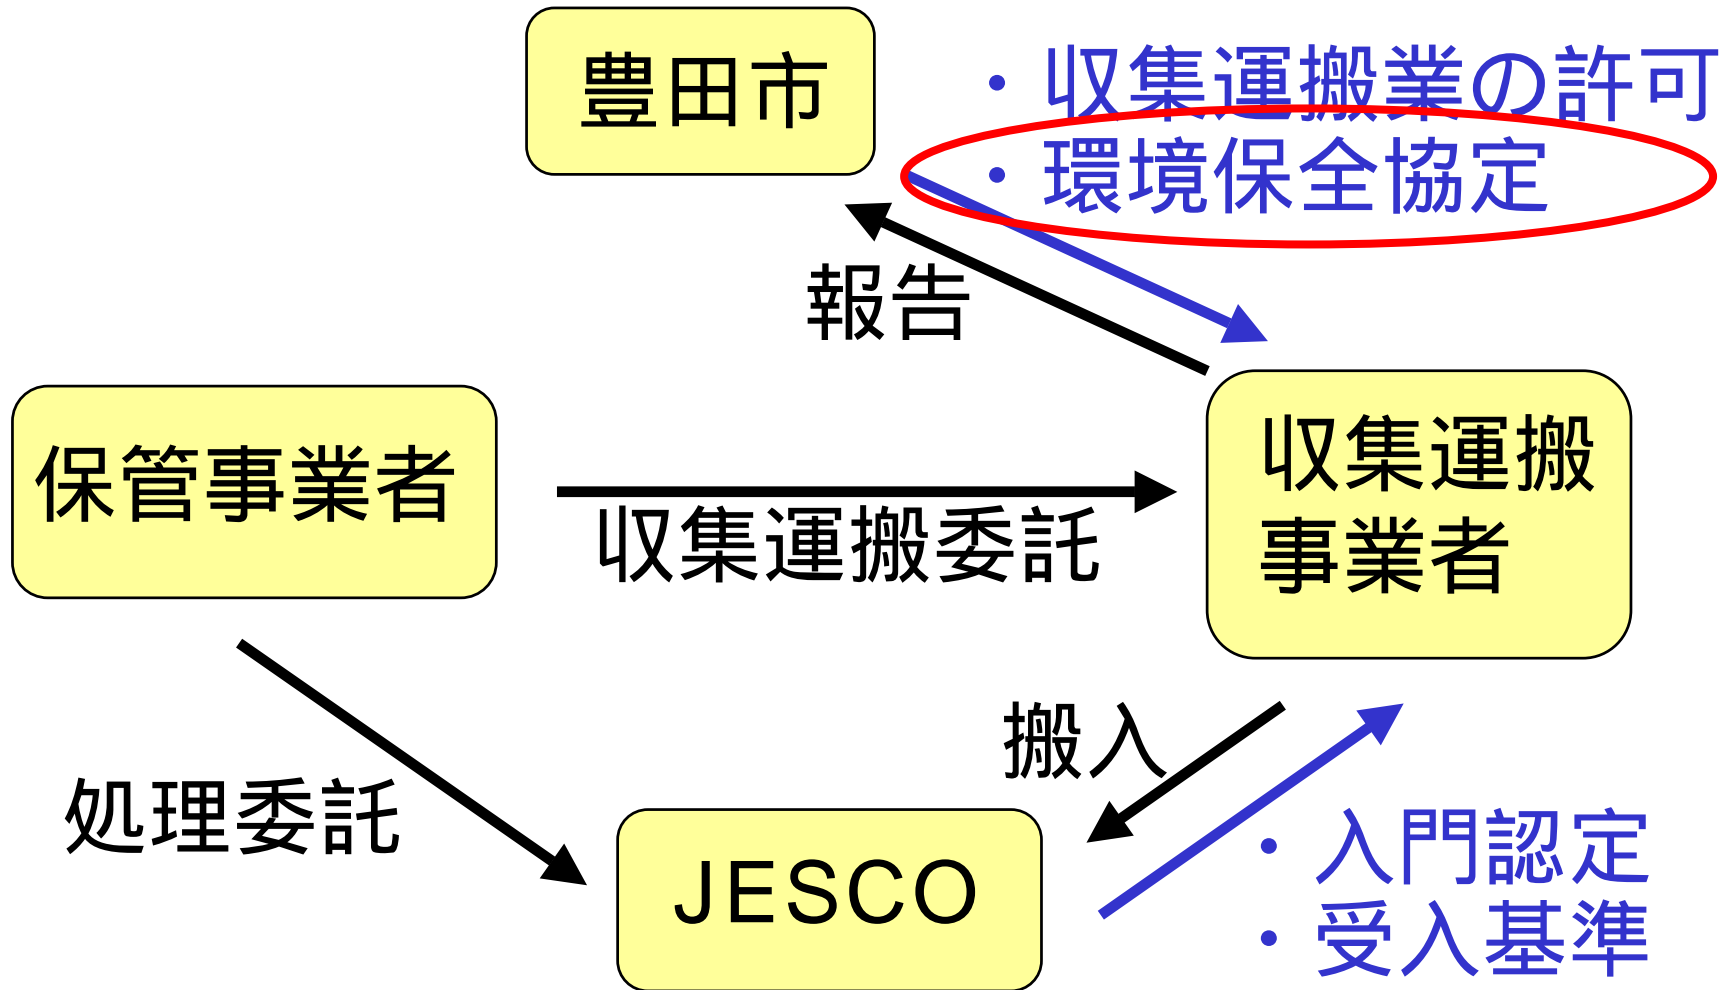 豊田市
・収集運搬業の許可
・環境保全協定
報告
保管事業者
収集運搬
事業者
収集運搬委託
搬入
処理委託
JESCO
・入門認定
・受入基準